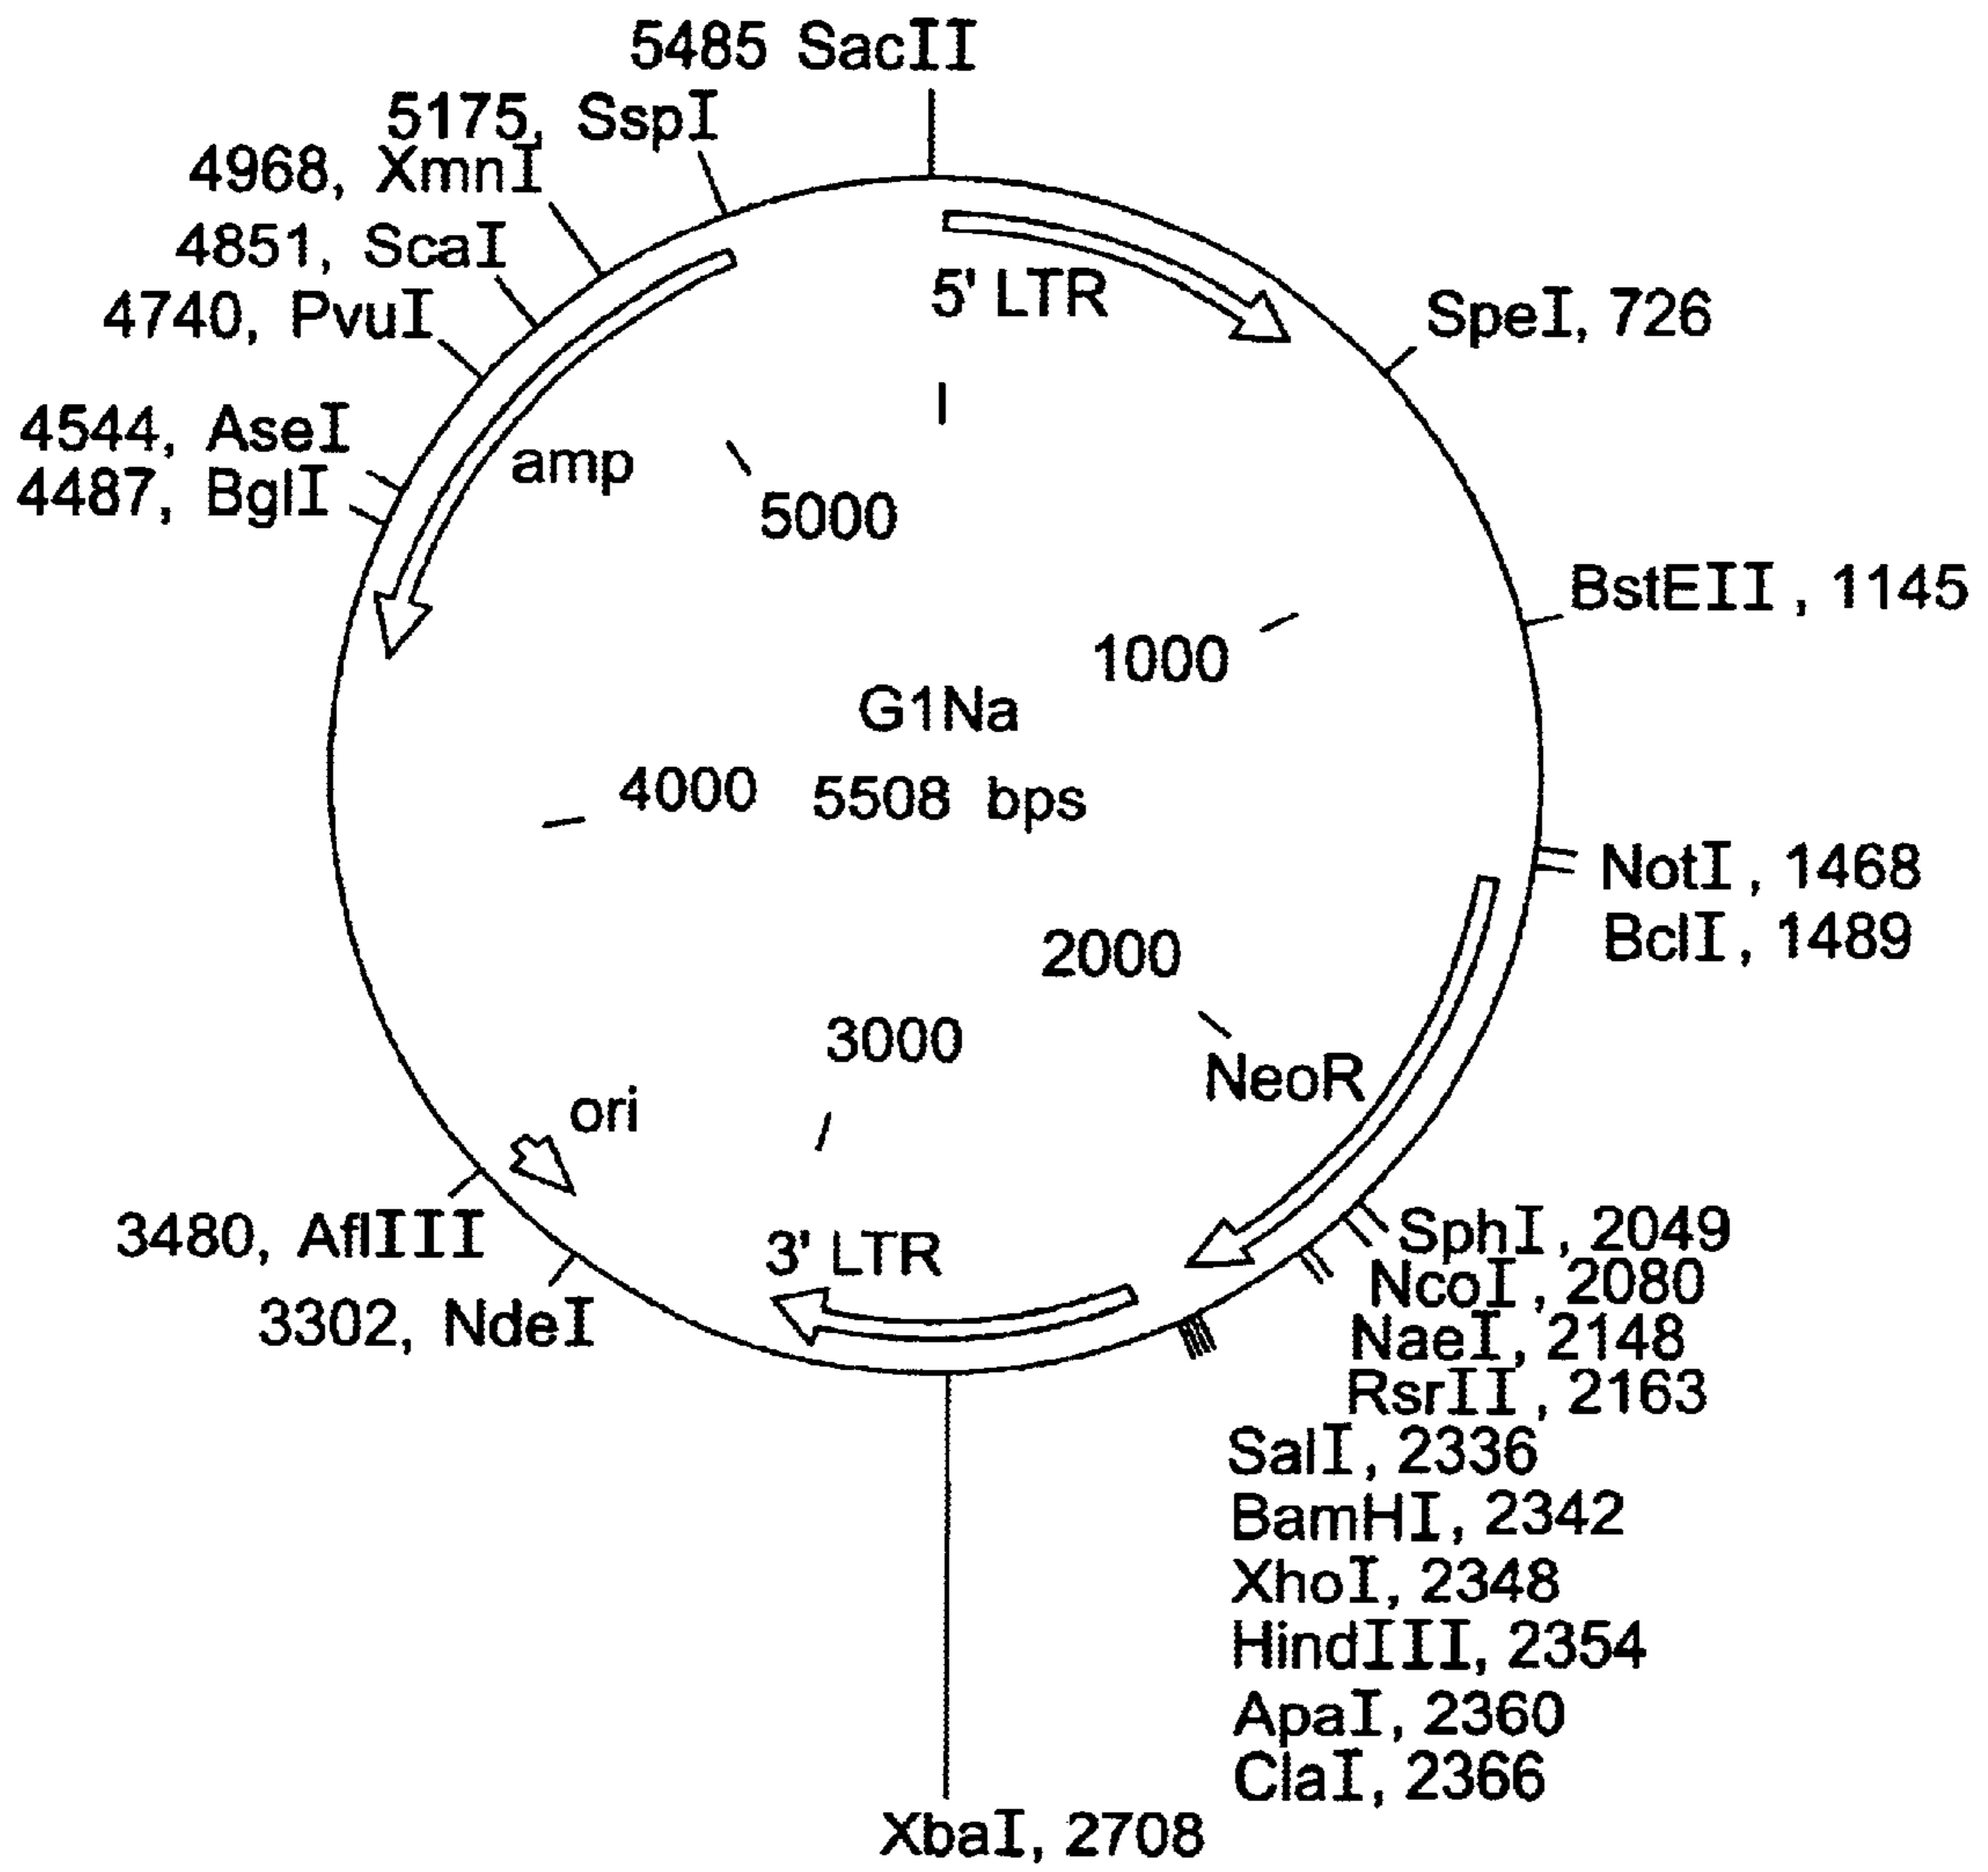 5485 SacII
5175, SspI
4968, XmnI
4851, ScaI
4740, PvuI
4544, AseI
4487, BglI
5' LTR
SpeI, 726
amp
5000
BstEII, 1145
1000
G1Na
4000
5508 bps
NotI, 1468
BclI, 1489
2000
3000
NeoR
ori
3480, AflIII
3302, NdeI
3' LTR
SphI, 2049
NcoI, 2080
NaeI, 2148
RsrII, 2163
SalI, 2336
BamHI, 2342
XhoI, 2348
HindIII, 2354
ApaI, 2360
ClaI, 2366
XbaI, 2708